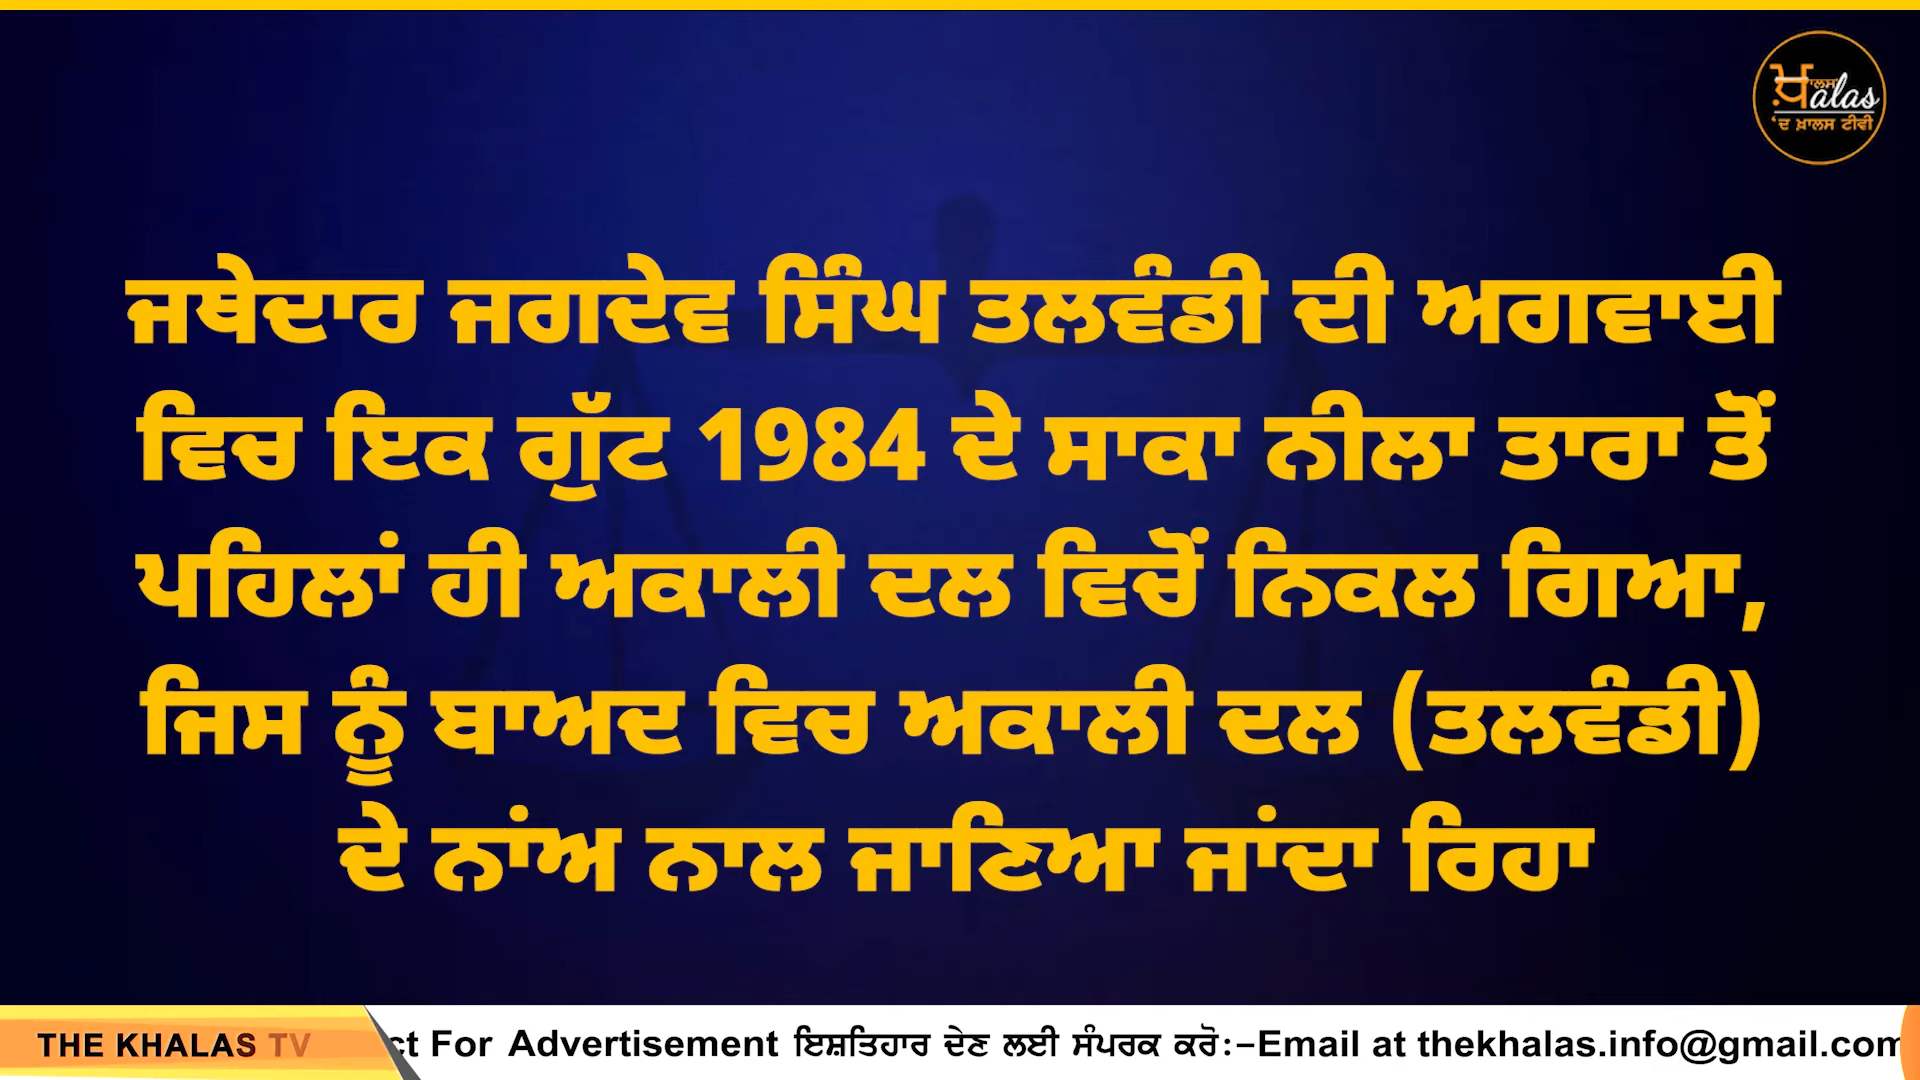 ਖ਼ਾਲਸ
alas
'ਦ ਖ਼ਾਲਸ ਟੀਵੀ
ਜਥੇਦਾਰ ਜਗਦੇਵ ਸਿੰਘ ਤਲਵੰਡੀ ਦੀ ਅਗਵਾਈ
ਵਿਚ ਇਕ ਗੁੱਟ 1984 ਦੇ ਸਾਕਾ ਨੀਲਾ ਤਾਰਾ ਤੋਂ
ਪਹਿਲਾਂ ਹੀ ਅਕਾਲੀ ਦਲ ਵਿਚੋਂ ਨਿਕਲ ਗਿਆ,
ਜਿਸ ਨੂੰ ਬਾਅਦ ਵਿਚ ਅਕਾਲੀ ਦਲ (ਤਲਵੰਡੀ)
ਦੇ ਨਾਂਅ ਨਾਲ ਜਾਣਿਆ ਜਾਂਦਾ ਰਿਹਾ
THE KHALAS TV ct For Advertisement ਇਸ਼ਤਿਹਾਰ ਦੇਣ ਲਈ ਸੰਪਰਕ ਕਰੋ:-Email at thekhalas.info@gmail.com